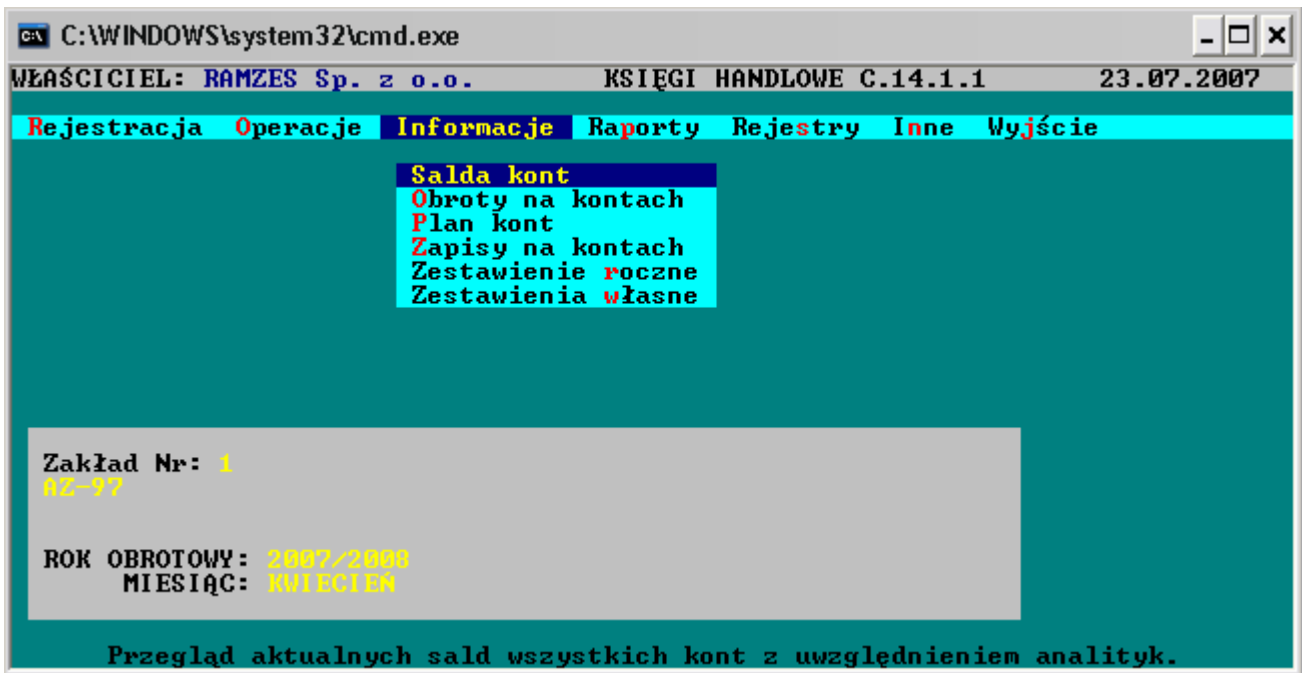 C:\WINDOWS\system32\cmd.exe
WŁAŚCICIEL: RAMZES Sp. z o.o. KSIĘGI HANDLOWE C.14.1.1 23.07.2007
Rejestracja Operacje Informacje Raporty Rejestry Inne Wyjście
Salda kont
Obroty na kontach
Plan kont
Zapisy na kontach
Zestawienie roczne
Zestawienia własne
Zakład Nr: 1
AZ-97
ROK OBROTOWY: 2007/2008
MIESIĄC: KWIECIEŃ
Przegląd aktualnych sald wszystkich kont z uwzględnieniem analityk.